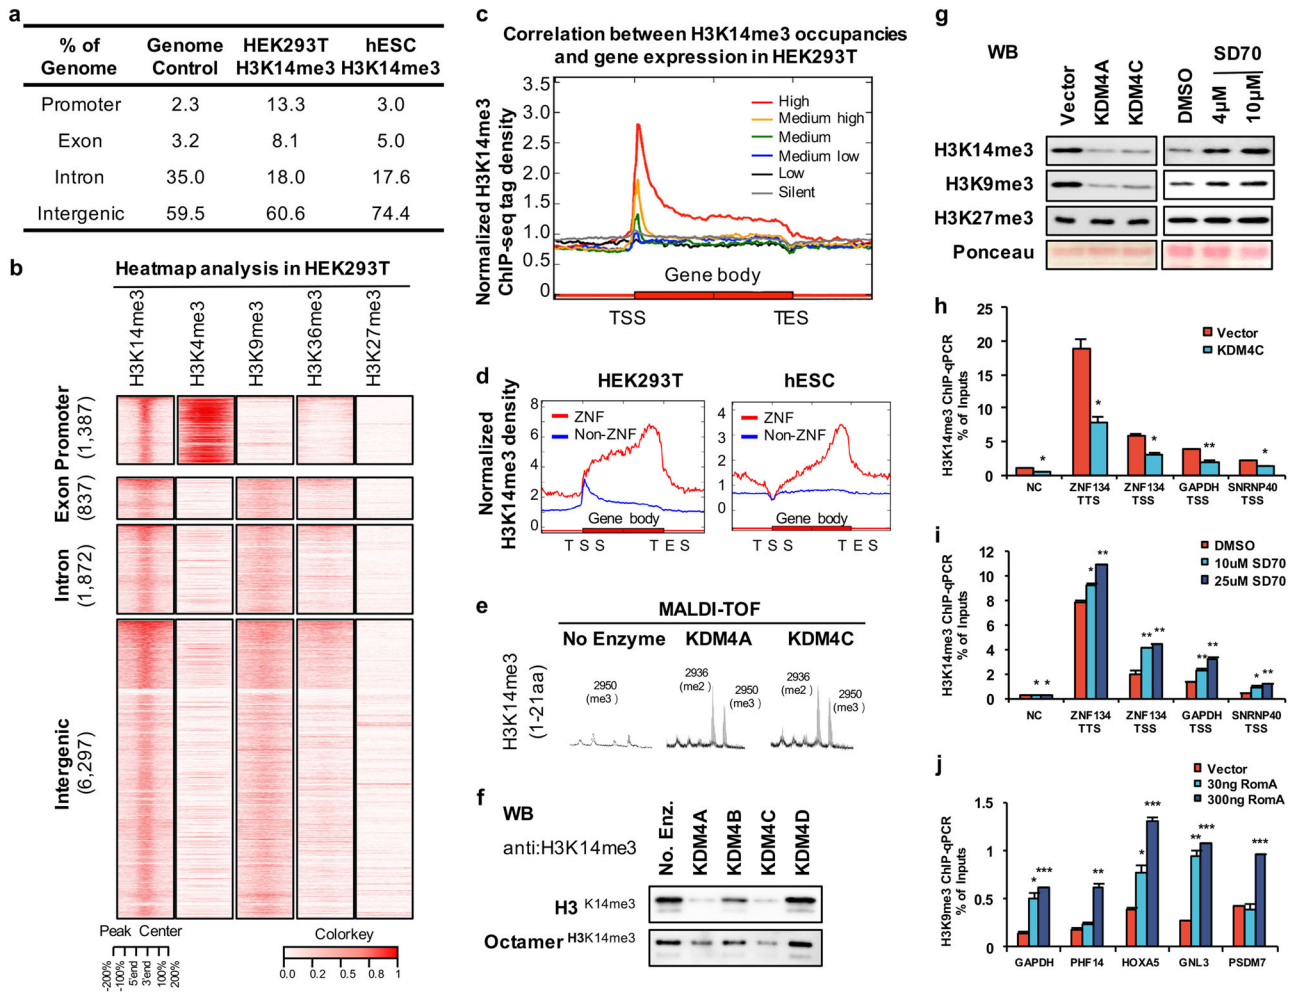 a
% of Genome Control HEK293T H3K14me3 hESC H3K14me3
Genome
Promoter 2.3 13.3 3.0
Exon 3.2 8.1 5.0
Intron 35.0 18.0 17.6
Intergenic 59.5 60.6 74.4
b
Heatmap analysis in HEK293T
H3K14me3
H3K4me3
H3K9me3
H3K36me3
H3K27me3
Promoter
(1,387)
Exon
(837)
Intron
(1,872)
Intergenic
(6,297)
Peak Center
-200%
-100%
5'end
3'end
100%
200%
Colorkey
0.0 0.2 0.5 0.8 1
c
Correlation between H3K14me3 occupancies
and gene expression in HEK293T
Normalized H3K14me3
ChIP-seq tag density
3.5
3.0
2.5
2.0
1.5
1.0
0.5
0
High
Medium high
Medium
Medium low
Low
Silent
Gene body
TSS TES
d
HEK293T
hESC
Normalized
H3K14me3 density
8
6
4
2
0
ZNF
Non-ZNF
Gene body
T S S T E S
4
3
2
1
0
ZNF
Non-ZNF
Gene body
T S S T E S
e
MALDI-TOF
No Enzyme KDM4A KDM4C
H3K14me3
(1-21aa)
2950
(me3)
2936
(me2)
2950
(me3)
2936
(me2)
2950
(me3)
f
WB
anti:H3K14me3
No. Enz.
KDM4A
KDM4B
KDM4C
KDM4D
H3 K14me3
Octamer H3K14me3
g
WB
Vector
KDM4A
KDM4C
DMSO
SD70
4μM
10μM
H3K14me3
H3K9me3
H3K27me3
Ponceau
h
H3K14me3 ChIP-qPCR
% of Inputs
25
20
15
10
5
0
Vector
KDM4C
*
*
*
**
*
NC
ZNF134
TTS
ZNF134
TSS
GAPDH
TSS
SNRNP40
TSS
i
H3K14me3 ChIP-qPCR
% of Inputs
12
10
8
6
4
2
0
DMSO
10uM SD70
25uM SD70
* *
* **
** **
** **
* **
NC
ZNF134
TTS
ZNF134
TSS
GAPDH
TSS
SNRNP40
TSS
j
H3K9me3 ChIP-qPCR
% of Inputs
1.5
1
0.5
0
Vector
30ng RomA
300ng RomA
* ***
**
* ***
** ***
***
GAPDH PHF14 HOXA5 GNL3 PSDM7